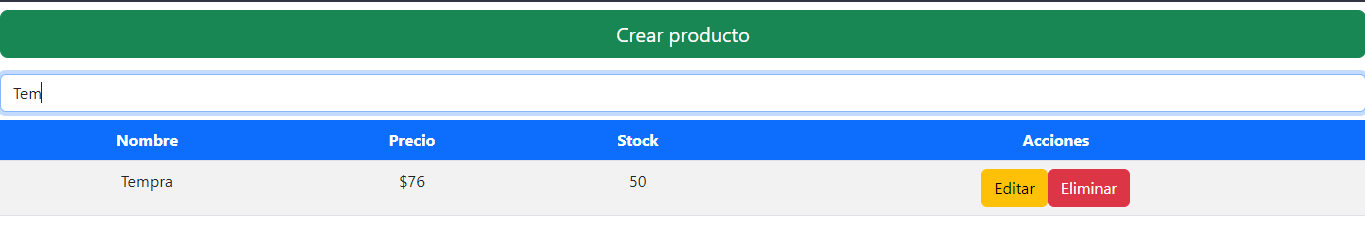 Crear producto
Tem
Nombre Precio Stock Acciones
Tempra $76 50 Editar Eliminar